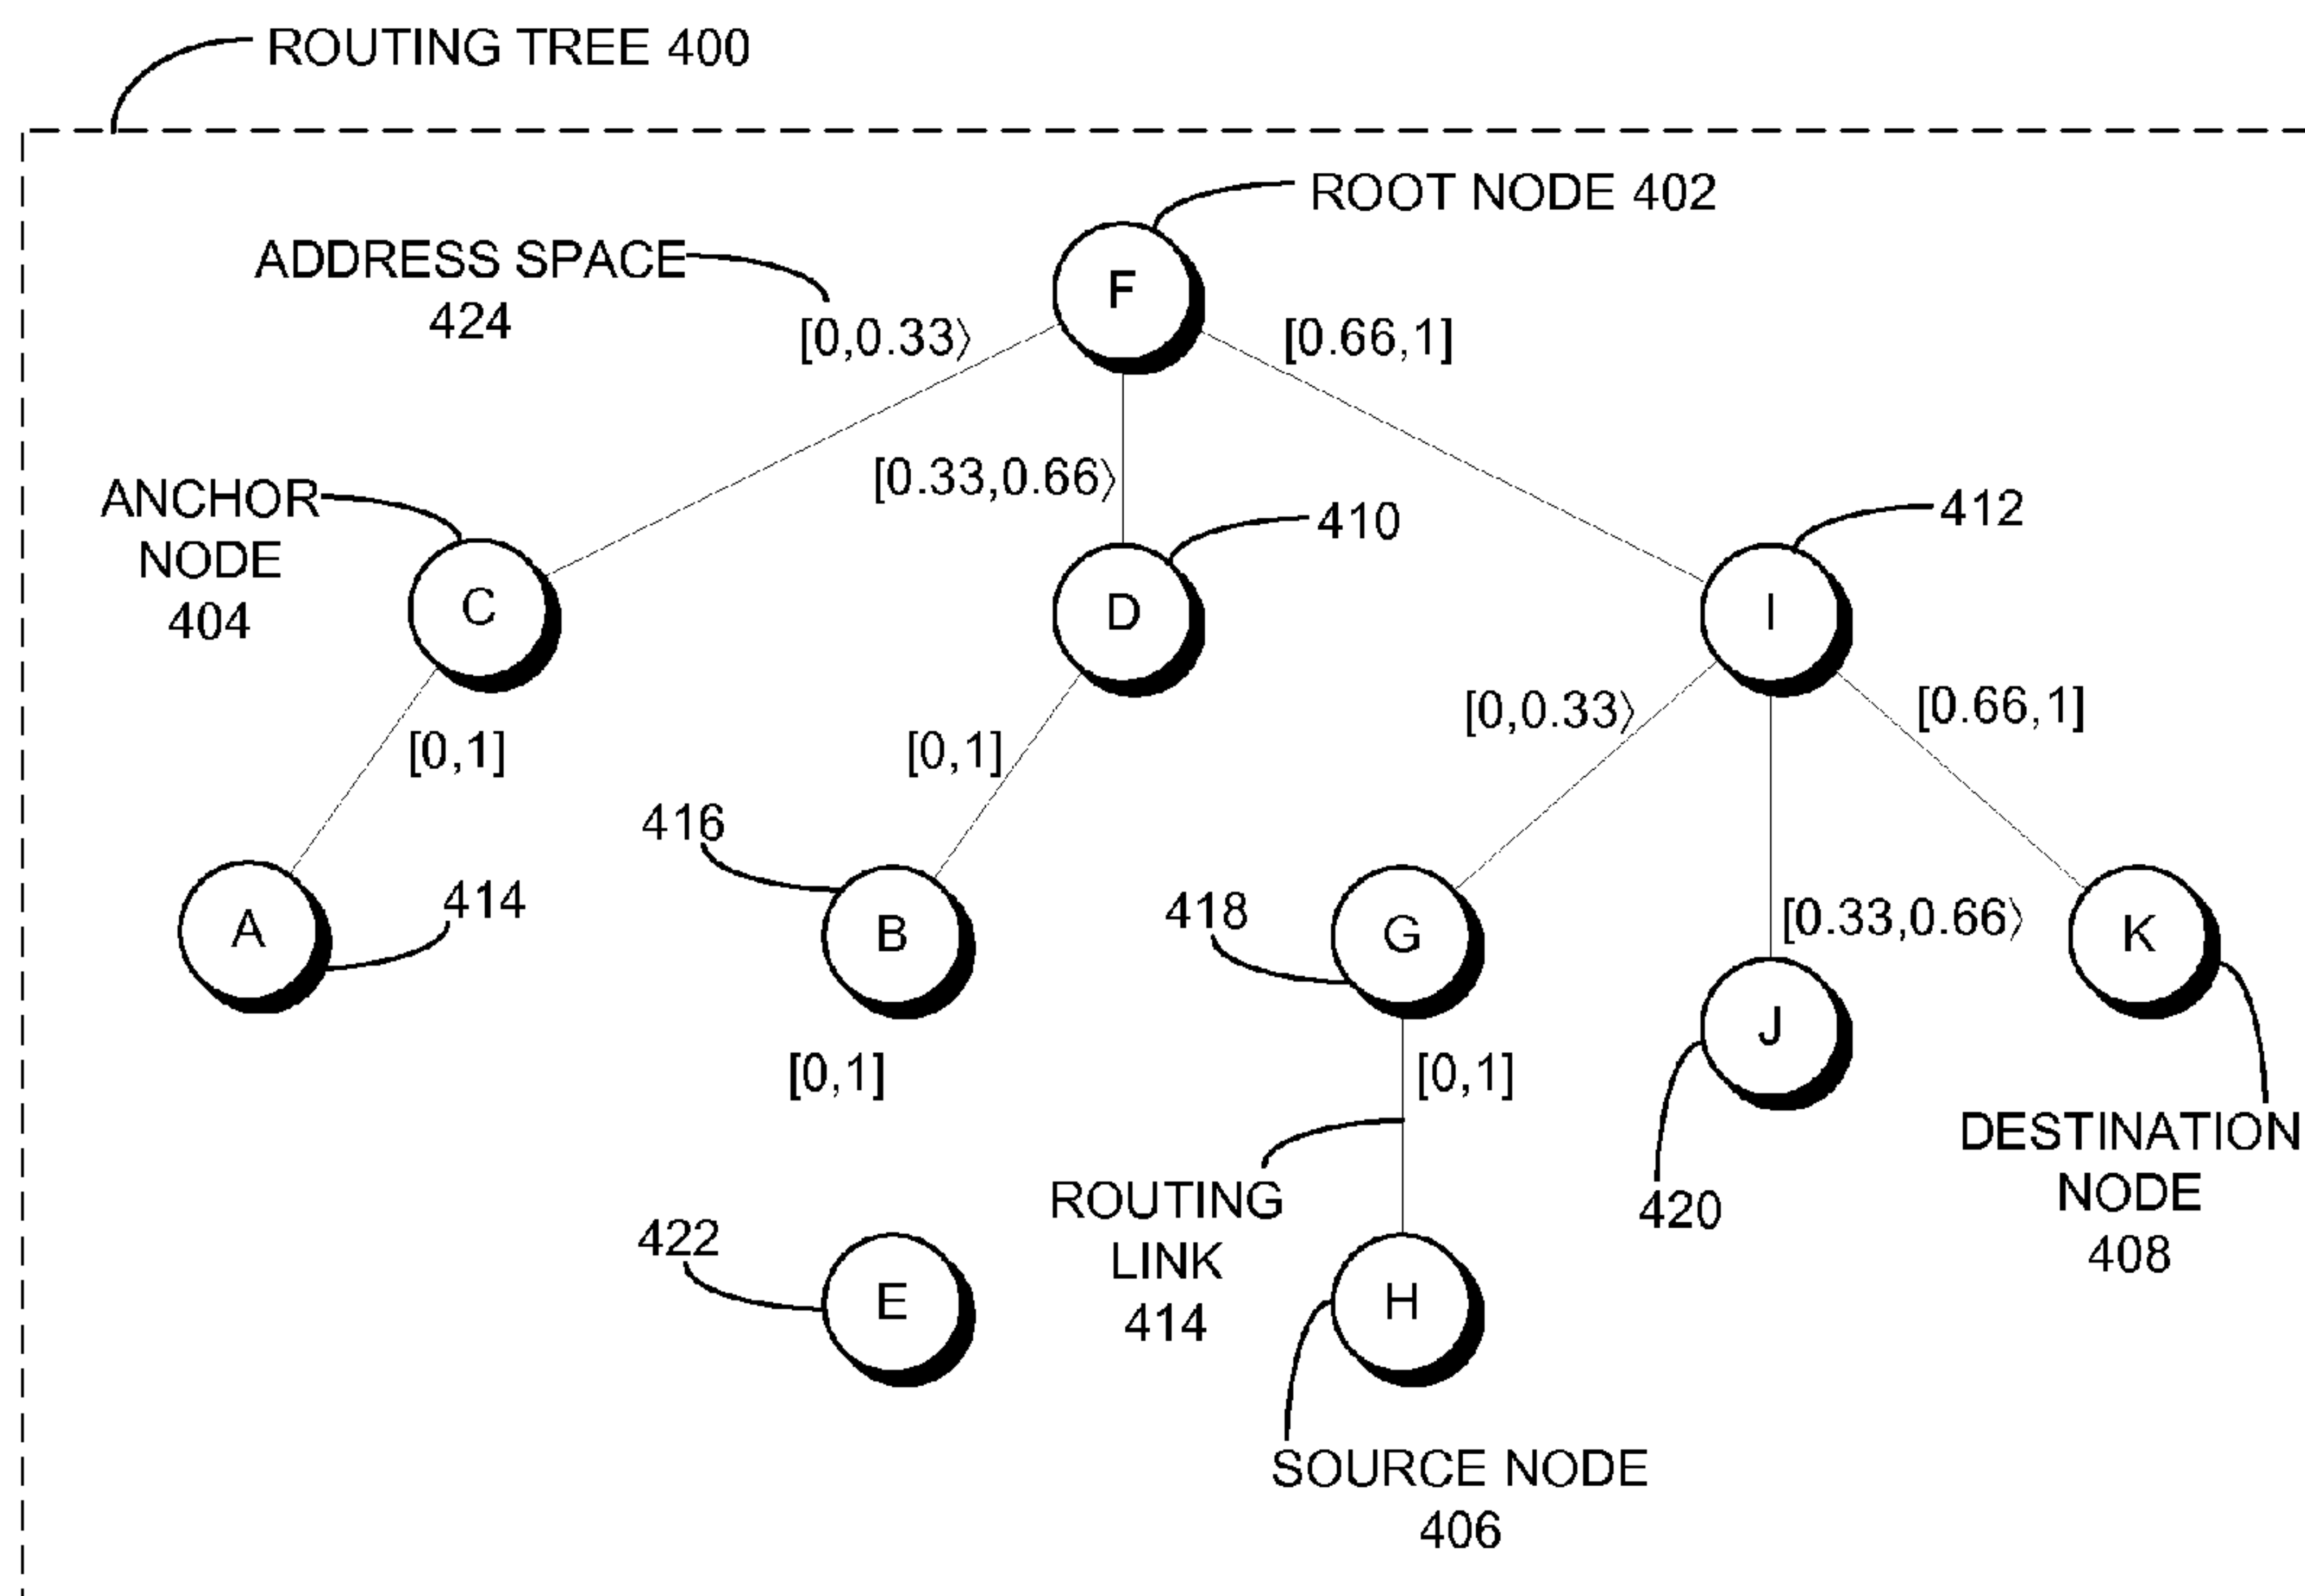 ROUTING TREE 400
ROOT NODE 402
ADDRESS SPACE
424
F
[0,0.33⟩
[0.66,1]
[0.33,0.66⟩
ANCHOR
NODE
404
410
412
C
D
I
[0,1]
[0,1]
[0,0.33⟩
[0.66,1]
416
414
418
[0.33,0.66⟩
A
B
G
J
K
[0,1]
[0,1]
DESTINATION
NODE
408
ROUTING
LINK
414
420
422
E
H
SOURCE NODE
406